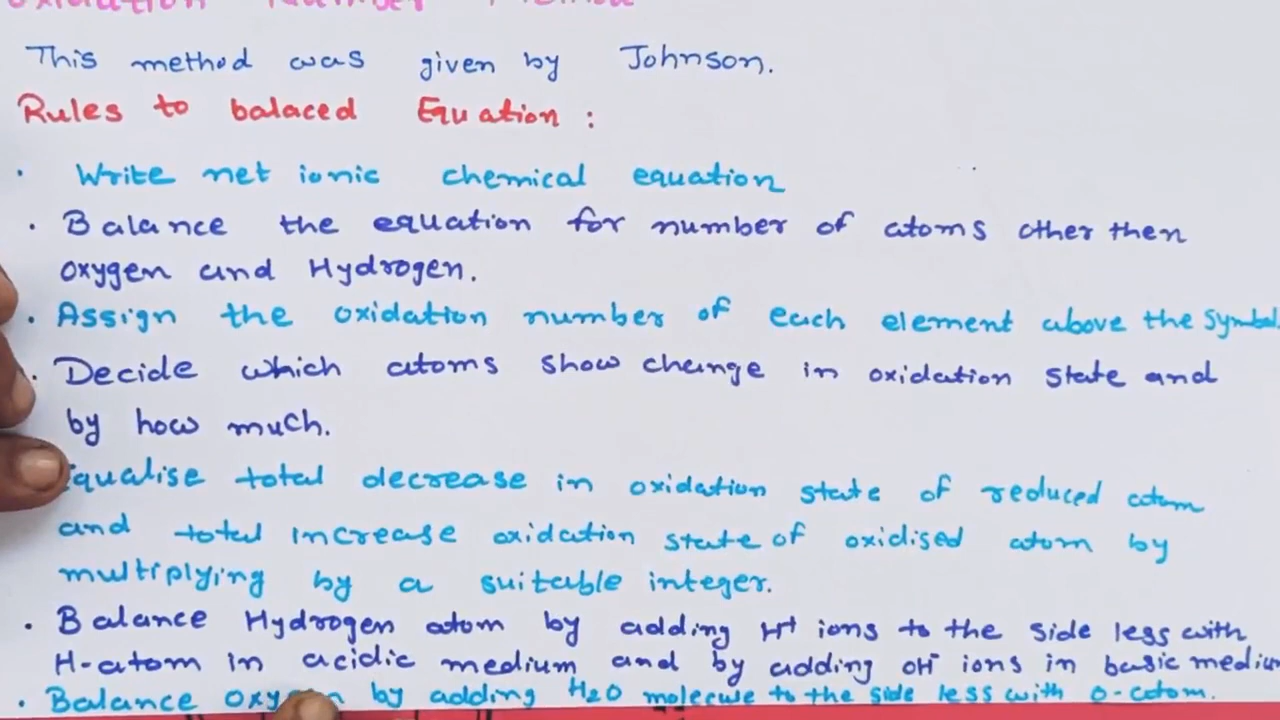 Oxidation Number Method
This method was given by Johnson.
Rules to balaced Equation :
· Write net ionic chemical equation
· Balance the equation for number of atoms other then
oxygen and Hydrogen.
· Assign the oxidation number of each element above the symbol
· Decide which atoms show change in oxidation state and
by how much.
Equalise total decrease in oxidation state of reduced atom
and total increase oxidation state of oxidised atom by
multiplying by a suitable integer.
· Balance Hydrogen atom by adding H+ ions to the side less with
H-atom in acidic medium and by adding OH- ions in basic medium
· Balance oxygen by adding H2O molecule to the side less with O-atom.